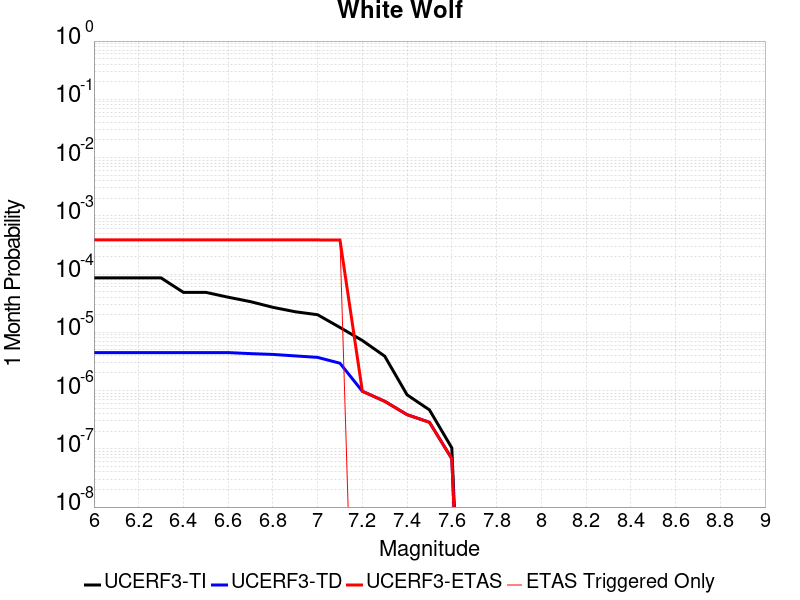 White Wolf
10^0
10^-1
10^-2
10^-3
10^-4
10^-5
10^-6
10^-7
10^-8
1 Month Probability
6 6.2 6.4 6.6 6.8 7 7.2 7.4 7.6 7.8 8 8.2 8.4 8.6 8.8 9
Magnitude
UCERF3-TI UCERF3-TD UCERF3-ETAS ETAS Triggered Only